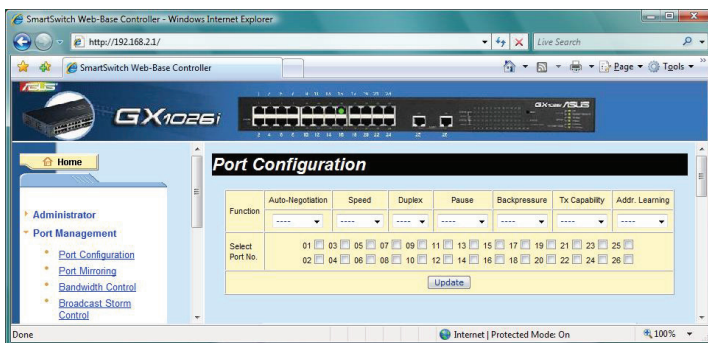 SmartSwitch Web-Base Controller - Windows Internet Explorer
http://192.168.2.1/
Live Search
SmartSwitch Web-Base Controller
Page
Tools
ASUS
GX1026i
Home
Port Configuration
Function
Auto-Negotiation Speed Duplex Pause Backpressure Tx Capability Addr. Learning
---- ---- ---- ---- ---- ---- ----
Select Port No.
01 03 05 07 09 11 13 15 17 19 21 23 25
02 04 06 08 10 12 14 16 18 20 22 24 26
Update
Administrator
Port Management
Port Configuration
Port Mirroring
Bandwidth Control
Broadcast Storm
Control
Done
Internet | Protected Mode: On
100%